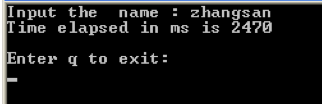 Input the  name : zhangsan
Time elapsed in ms is 2470
Enter q to exit: